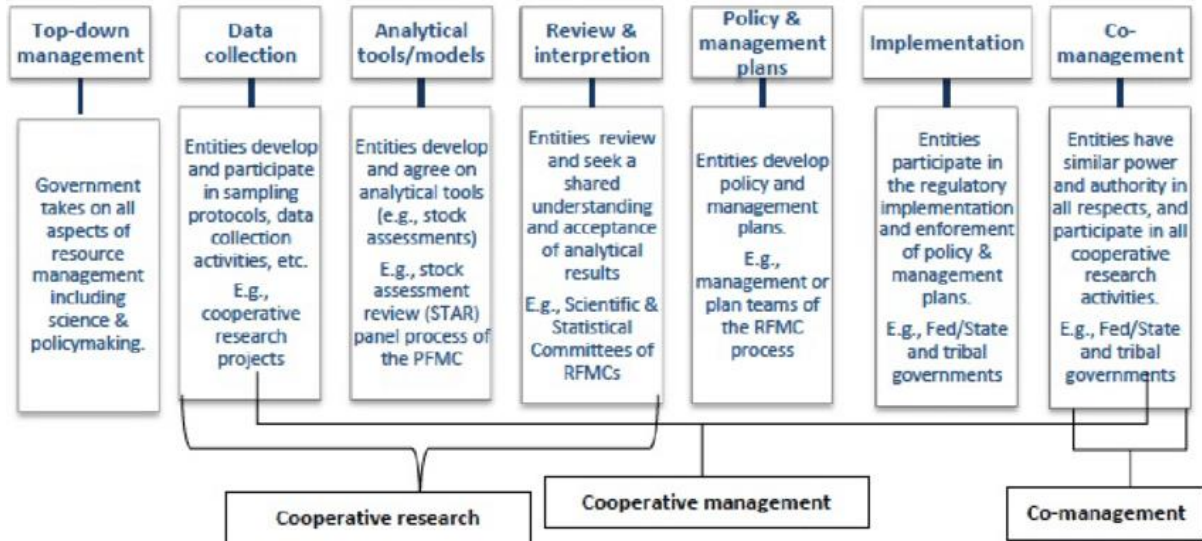 Top-down
management
Data
collection
Analytical
tools/models
Review &
interpretation
Policy &
management
plans
Implementation
Co-
management
Government
takes on all
aspects of
resource
management
including
science &
policymaking.
Entities develop
and participate
in sampling
protocols, data
collection
activities, etc.
E.g.,
cooperative
research
projects
Entities develop
and agree on
analytical tools
(e.g., stock
assessments)
E.g., stock
assessment
review (STAR)
panel process of
the PFMC
Entities review
and seek a
shared
understanding
and acceptance
of analytical
results
E.g., Scientific &
Statistical
Committees of
RFMCs
Entities develop
policy and
management
plans.
E.g.,
management or
plan teams of
the RFMC
process
Entities
participate in
the regulatory
implementation
and enforement
of policy &
management
plans.
E.g., Fed/State
and tribal
governments
Entities have
similar power
and authority in
all respects, and
participate in all
cooperative
research
activities.
E.g., Fed/State
and tribal
governments
Cooperative research
Cooperative management
Co-management